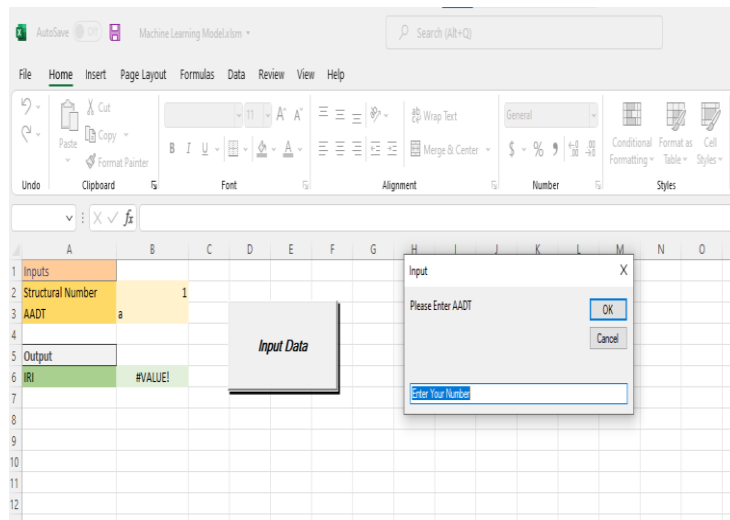 AutoSave Off Machine Learning Model.xlsm Search (Alt+Q)
File Home Insert Page Layout Formulas Data Review View Help
Cut
Copy
Format Painter
Paste
11 A^ A˅
B I U A
Wrap Text
Merge & Center
General
$ % 9
Conditional Formatting
Format as Table
Cell Styles
Undo Clipboard Font Alignment Number Styles
fx
A B C D E F G H I J K L M N O
1 Inputs
2 Structural Number 1
3 AADT a
4
5 Output
6 IRI #VALUE!
7
8
9
10
11
12
Input Data
Input X
Please Enter AADT
OK
Cancel
Enter Your Number